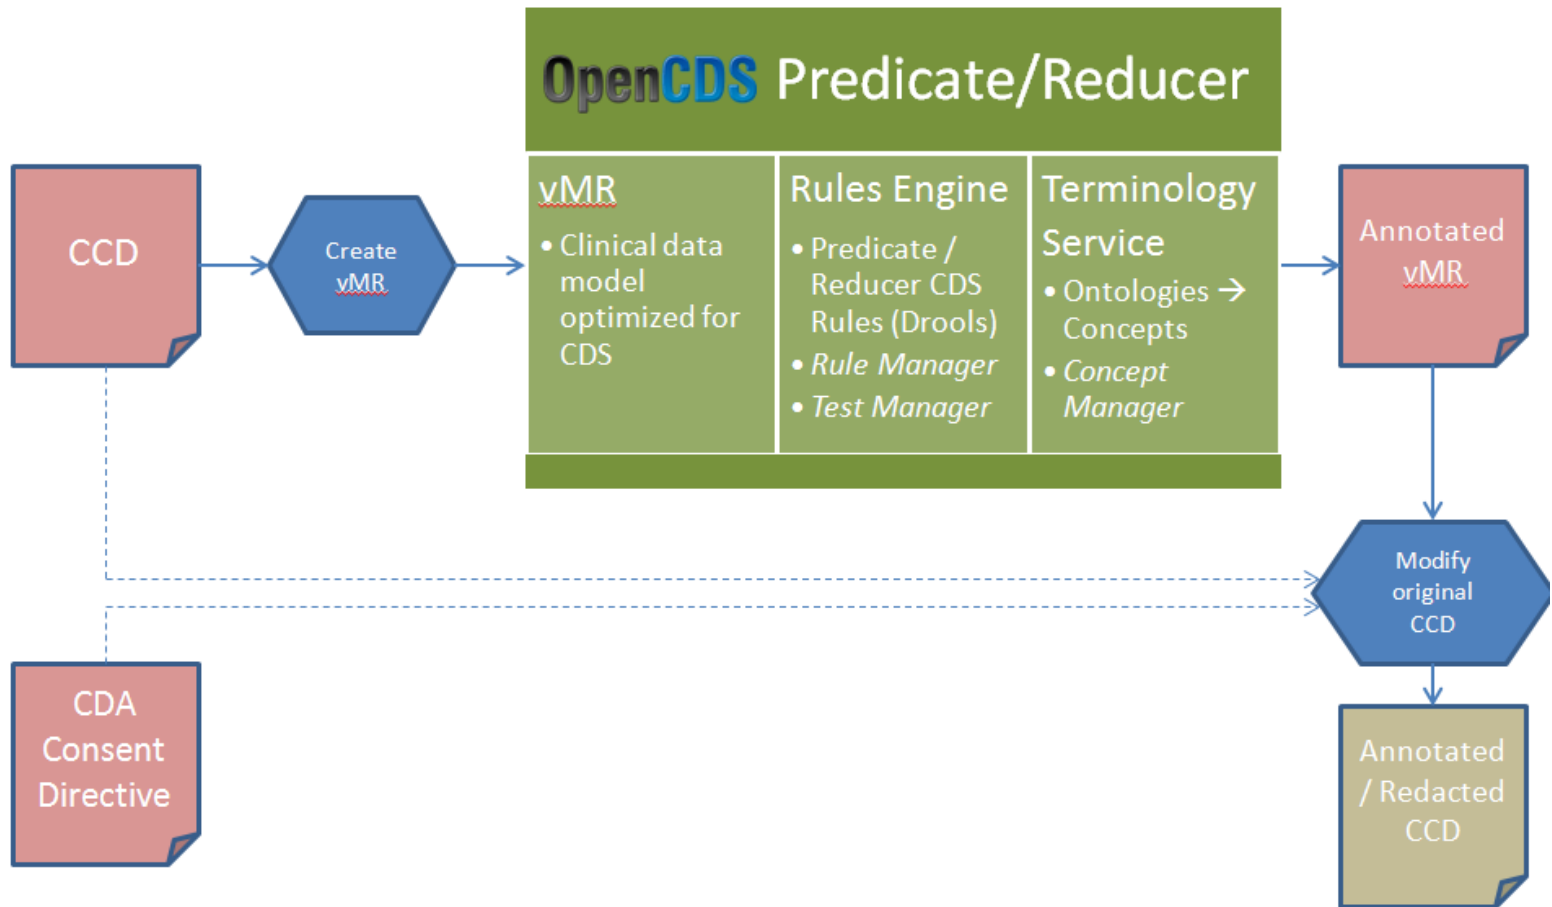 OpenCDS Predicate/Reducer
CCD
Create
vMR
vMR
• Clinical data
model
optimized for
CDS
Rules Engine
• Predicate /
Reducer CDS
Rules (Drools)
• Rule Manager
• Test Manager
Terminology
Service
• Ontologies →
Concepts
• Concept
Manager
Annotated
vMR
Modify
original
CCD
CDA
Consent
Directive
Annotated
/ Redacted
CCD